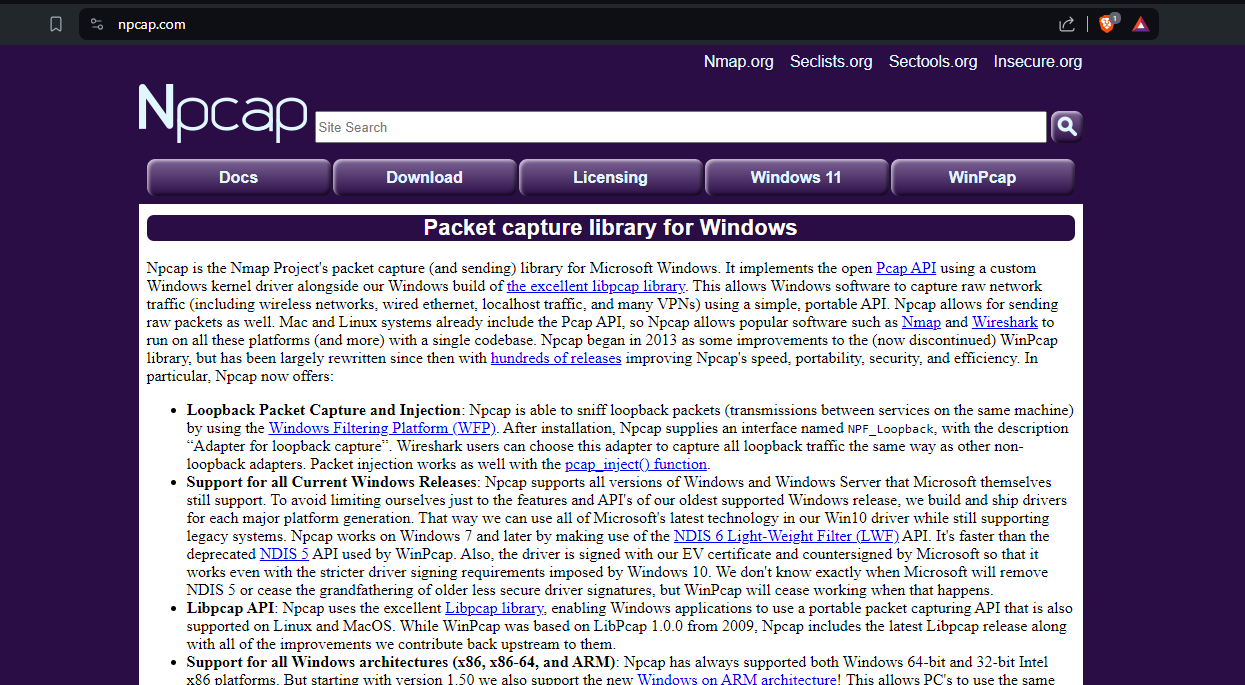 npcap.com
1
Nmap.org Seclists.org Sectools.org Insecure.org
Npcap
Site Search
Docs Download Licensing Windows 11 WinPcap
Packet capture library for Windows
Npcap is the Nmap Project's packet capture (and sending) library for Microsoft Windows. It implements the open Pcap API using a custom
Windows kernel driver alongside our Windows build of the excellent libpcap library. This allows Windows software to capture raw network
traffic (including wireless networks, wired ethernet, localhost traffic, and many VPNs) using a simple, portable API. Npcap allows for sending
raw packets as well. Mac and Linux systems already include the Pcap API, so Npcap allows popular software such as Nmap and Wireshark to
run on all these platforms (and more) with a single codebase. Npcap began in 2013 as some improvements to the (now discontinued) WinPcap
library, but has been largely rewritten since then with hundreds of releases improving Npcap's speed, portability, security, and efficiency. In
particular, Npcap now offers:
• Loopback Packet Capture and Injection: Npcap is able to sniff loopback packets (transmissions between services on the same machine)
by using the Windows Filtering Platform (WFP). After installation, Npcap supplies an interface named NPF_Loopback, with the description
“Adapter for loopback capture”. Wireshark users can choose this adapter to capture all loopback traffic the same way as other non-
loopback adapters. Packet injection works as well with the pcap_inject() function.
• Support for all Current Windows Releases: Npcap supports all versions of Windows and Windows Server that Microsoft themselves
still support. To avoid limiting ourselves just to the features and API's of our oldest supported Windows release, we build and ship drivers
for each major platform generation. That way we can use all of Microsoft's latest technology in our Win10 driver while still supporting
legacy systems. Npcap works on Windows 7 and later by making use of the NDIS 6 Light-Weight Filter (LWF) API. It's faster than the
deprecated NDIS 5 API used by WinPcap. Also, the driver is signed with our EV certificate and countersigned by Microsoft so that it
works even with the stricter driver signing requirements imposed by Windows 10. We don't know exactly when Microsoft will remove
NDIS 5 or cease the grandfathering of older less secure driver signatures, but WinPcap will cease working when that happens.
• Libpcap API: Npcap uses the excellent Libpcap library, enabling Windows applications to use a portable packet capturing API that is also
supported on Linux and MacOS. While WinPcap was based on LibPcap 1.0.0 from 2009, Npcap includes the latest Libpcap release along
with all of the improvements we contribute back upstream to them.
• Support for all Windows architectures (x86, x86-64, and ARM): Npcap has always supported both Windows 64-bit and 32-bit Intel
x86 platforms. But starting with version 1.50 we also support the new Windows on ARM architecture! This allows PC's to use the same